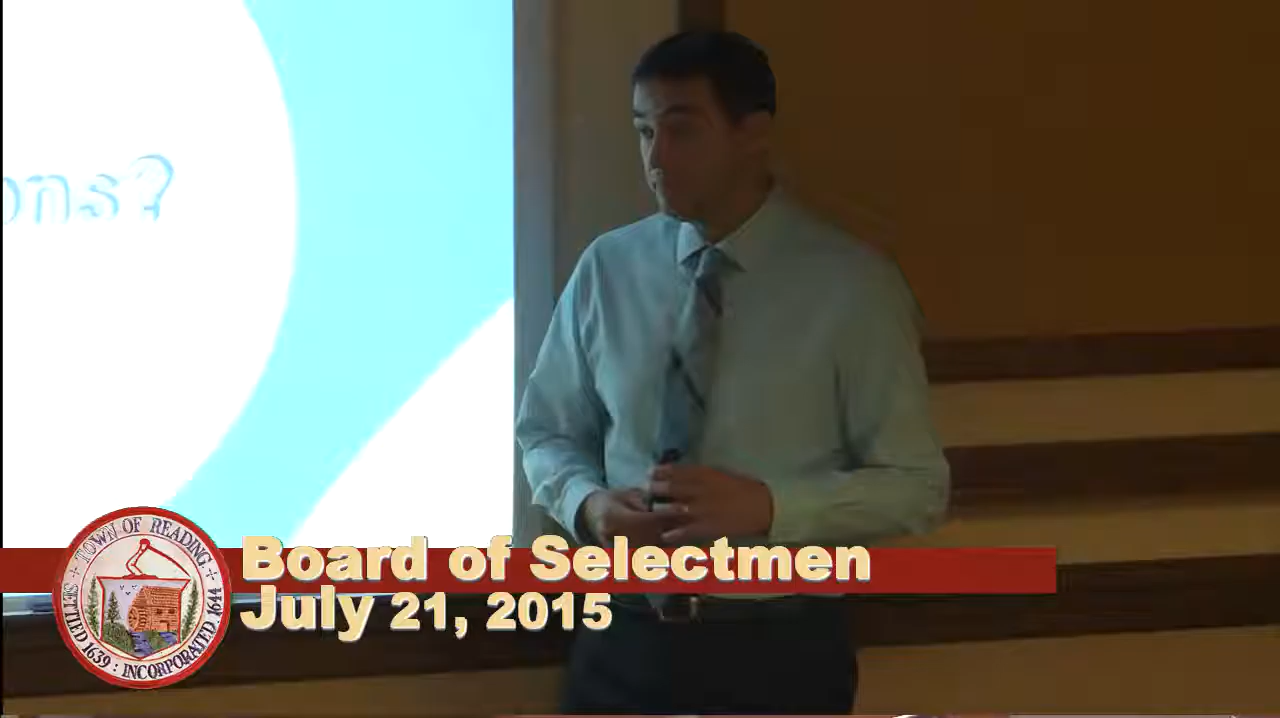 ons?
Board of Selectmen
July 21, 2015
TOWN OF READING
SETTLED 1639 : INCORPORATED 1644